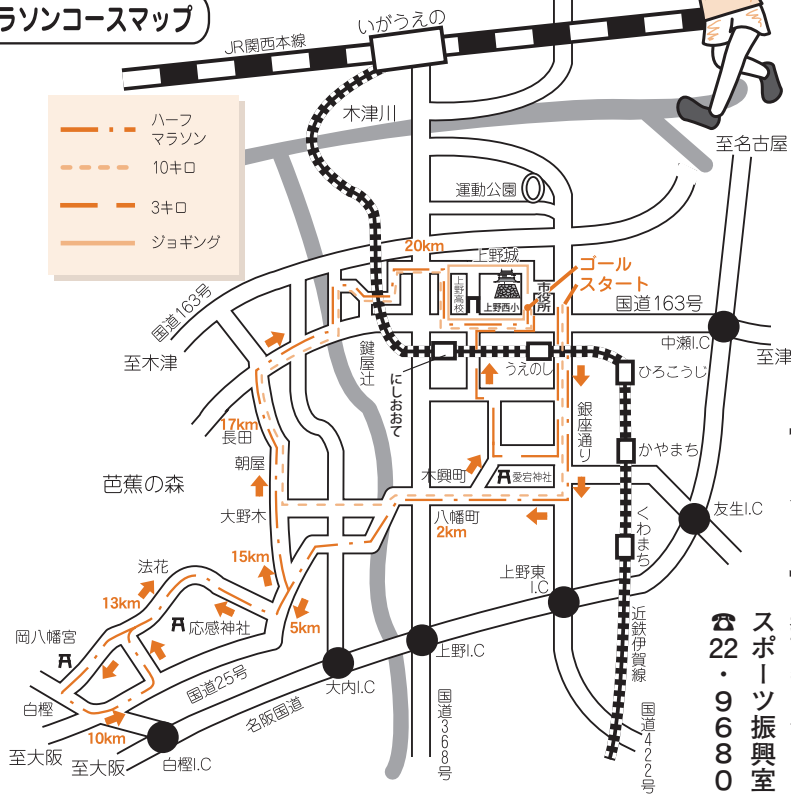 ラソンコースマップ
いがうえの
JR関西本線
ハーフ
マラソン
10キロ
3キロ
ジョギング
木津川
至名古屋
運動公園
20km
上野城
ゴール
スタート
上野高校
上野西小
市役所
国道163号
国道163号
中瀬I.C
至津
至木津
鍵屋辻
にしおおて
うえのし
ひろこうじ
17km
長田
銀座通り
かやまち
朝屋
芭蕉の森
木興町
愛宕神社
大野木
八幡町
2km
友生I.C
くわまち
15km
法花
13km
上野東
I.C
応感神社
5km
岡八幡宮
近鉄伊賀線
上野I.C
白樫
国道25号
大内I.C
名阪国道
10km
国道368号
国道422号
至大阪
至大阪
白樫I.C
スポーツ振興室
☎22・9680